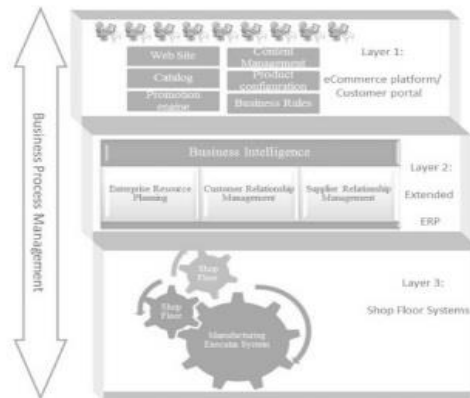 Business Process Management
Web Site
Content
Management
Catalog
Product
configuration
Promotion
engine
Business Rules
Layer 1:
eCommerce platform/
Customer portal
Business Intelligence
Enterprise Resource
Planning
Customer Relationship
Management
Supplier Relationship
Management
Layer 2:
Extended
ERP
Shop
Floor
Shop
Floor
Manufacturing
Execution System
Layer 3:
Shop Floor Systems